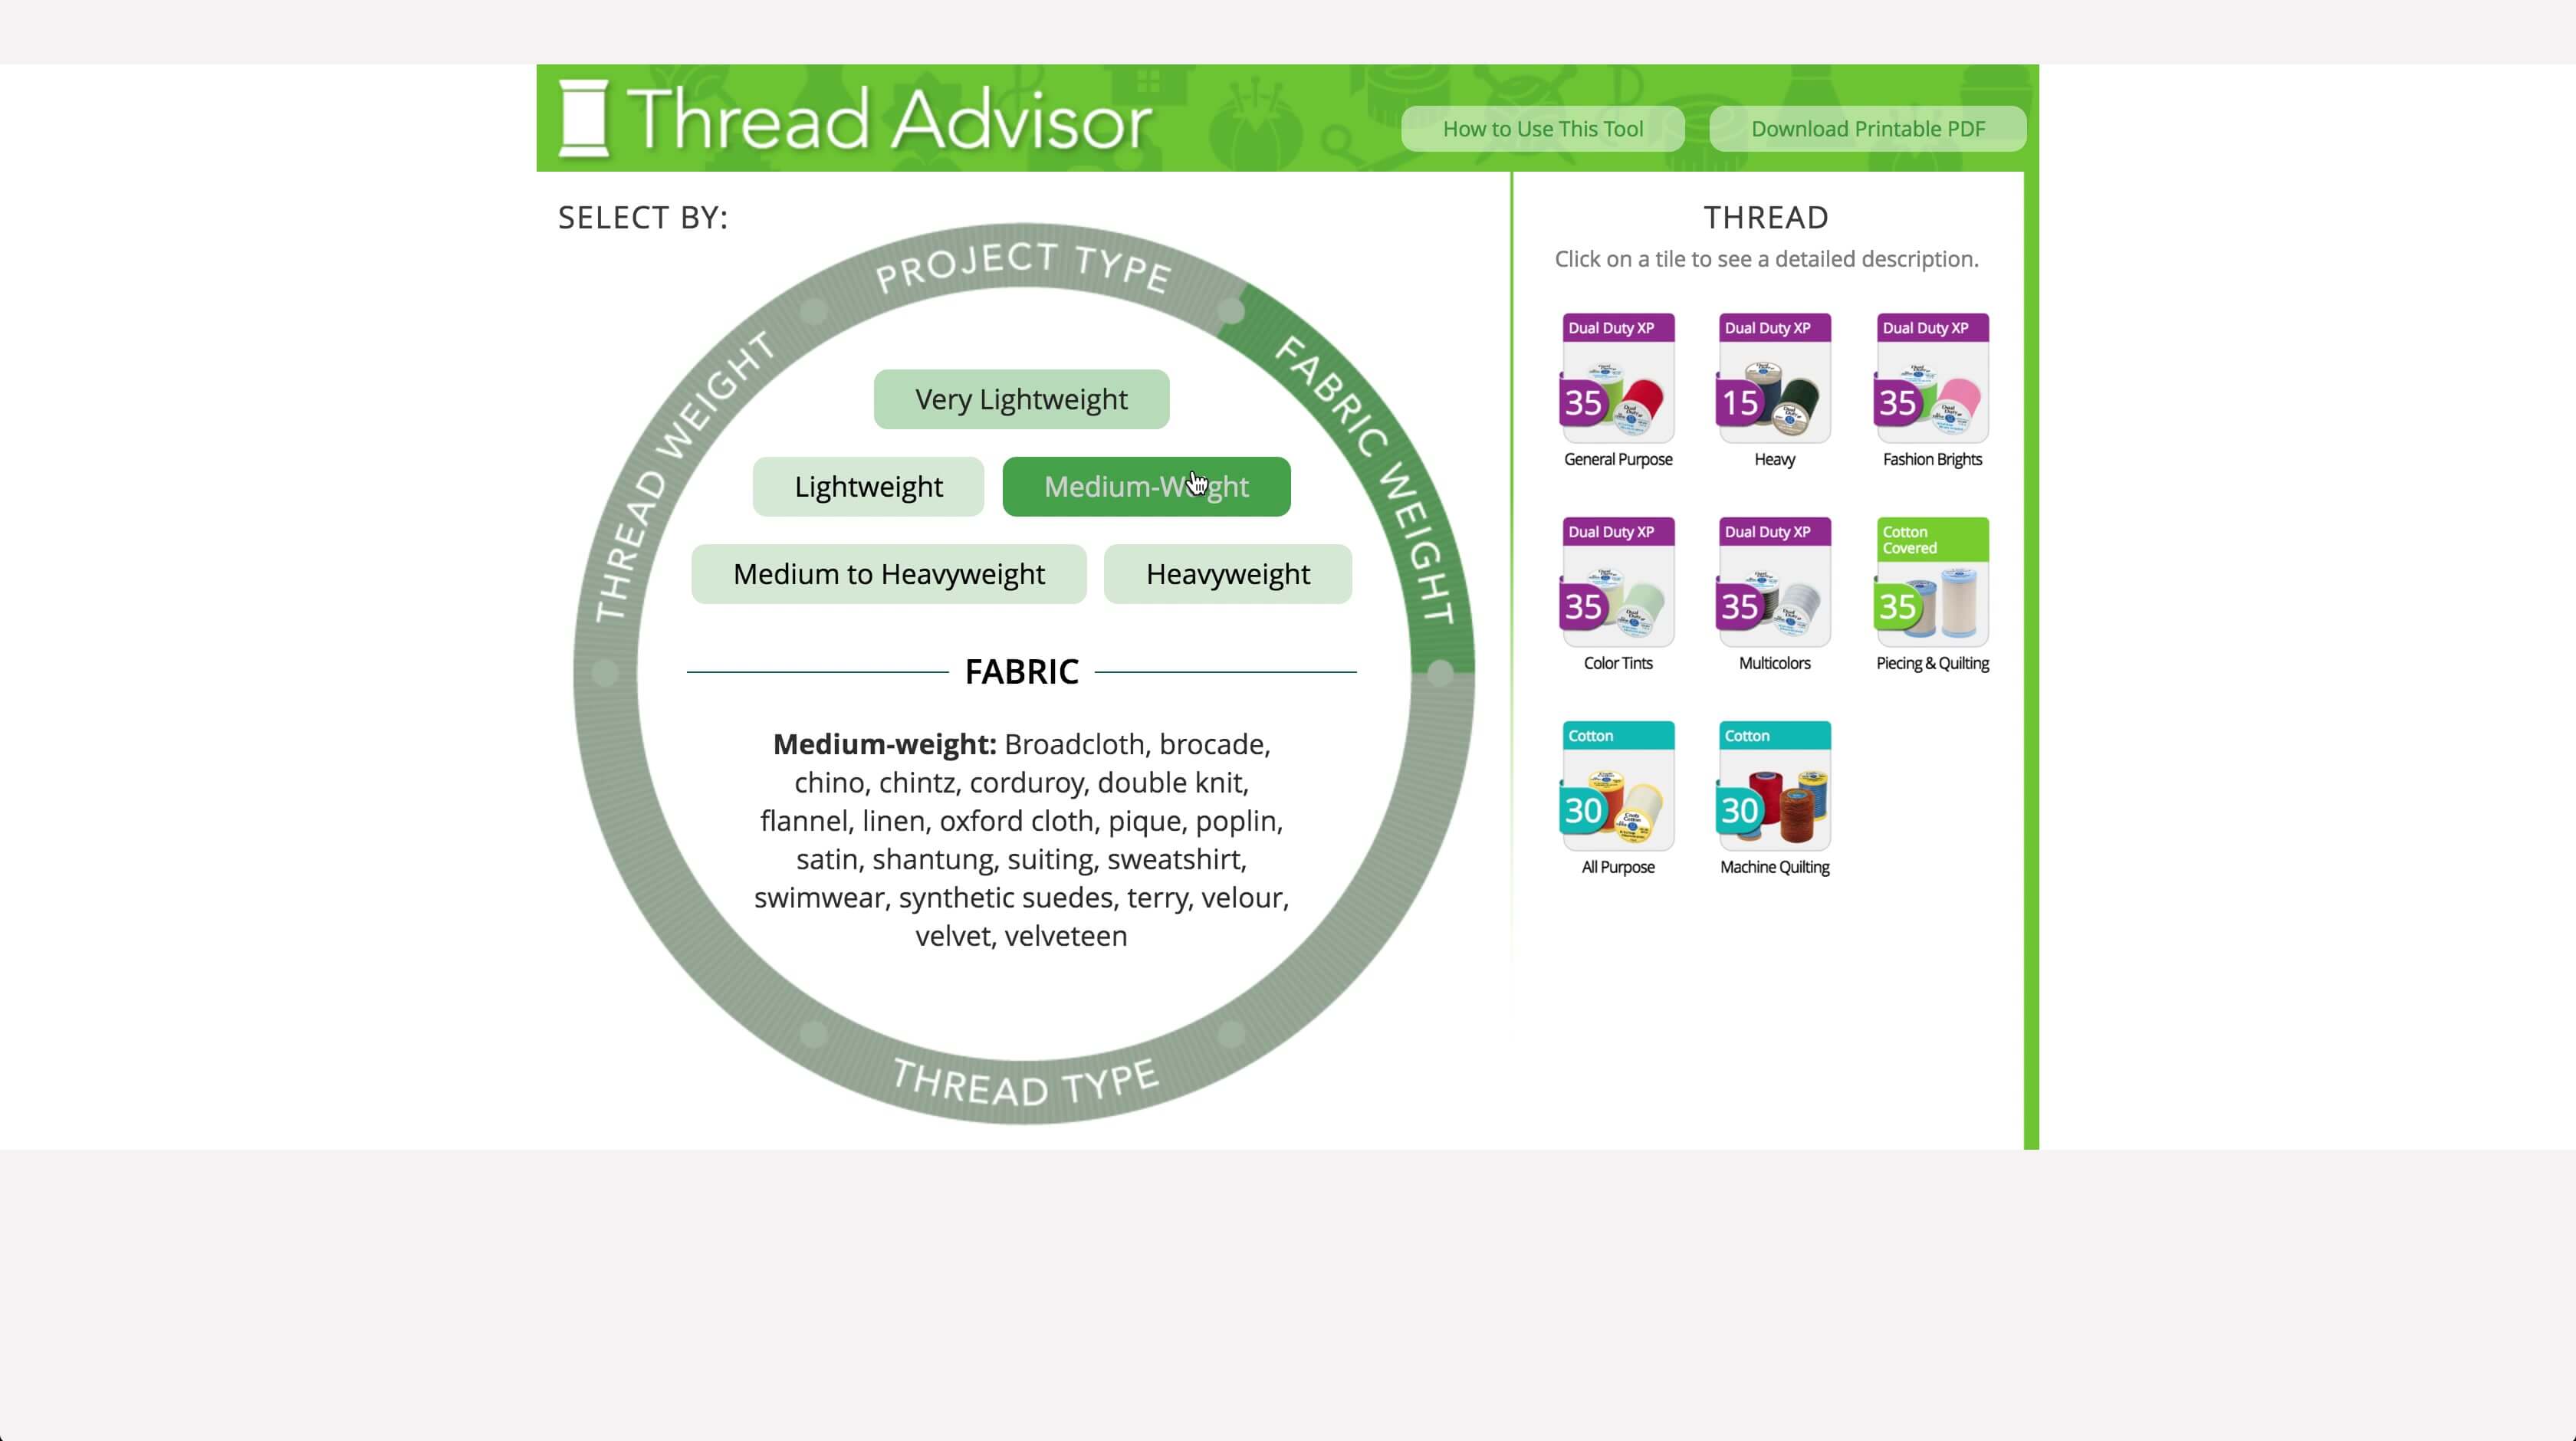 Thread Advisor
How to Use This Tool
Download Printable PDF
SELECT BY:
PROJECT TYPE
FABRIC WEIGHT
THREAD WEIGHT
THREAD TYPE
Very Lightweight
Lightweight
Medium-Weight
Medium to Heavyweight
Heavyweight
FABRIC
Medium-weight: Broadcloth, brocade,
chino, chintz, corduroy, double knit,
flannel, linen, oxford cloth, pique, poplin,
satin, shantung, suiting, sweatshirt,
swimwear, synthetic suedes, terry, velour,
velvet, velveteen
THREAD
Click on a tile to see a detailed description.
Dual Duty XP
35
General Purpose
Dual Duty XP
15
Heavy
Dual Duty XP
35
Fashion Brights
Dual Duty XP
35
Color Tints
Dual Duty XP
35
Multicolors
Cotton
Covered
35
Piecing & Quilting
Cotton
30
All Purpose
Cotton
30
Machine Quilting